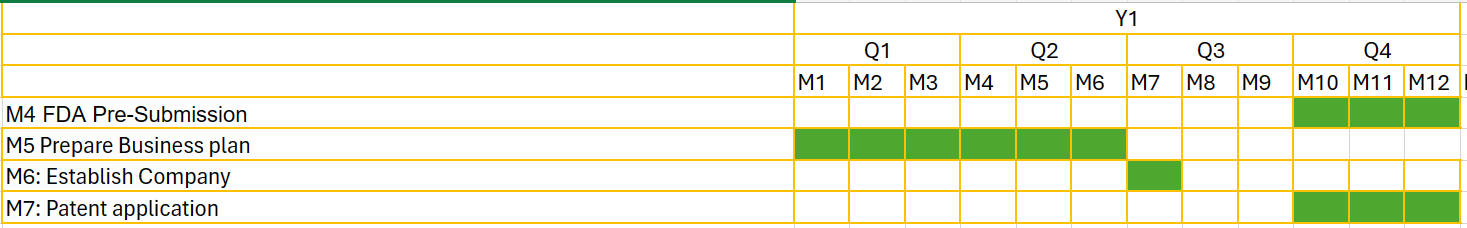 Y1
Q1 Q2 Q3 Q4
M1 M2 M3 M4 M5 M6 M7 M8 M9 M10 M11 M12
M4 FDA Pre-Submission
M5 Prepare Business plan
M6: Establish Company
M7: Patent application